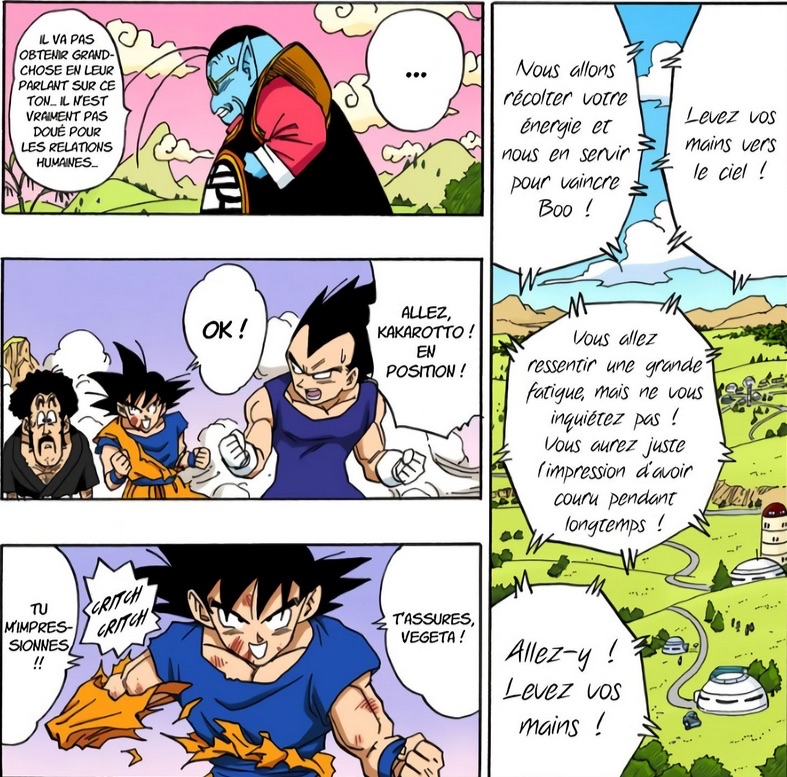 Levez vos
mains vers
le ciel !
Nous allons
récolter votre
énergie et
nous en servir
pour vaincre
Boo !
Vous allez
ressentir une grande
fatigue, mais ne vous
inquiétez pas !
Vous aurez juste
l'impression d'avoir
couru pendant
longtemps !
Allez-y !
Levez vos
mains !
...
IL VA PAS
OBTENIR GRAND-
CHOSE EN LEUR
PARLANT SUR CE
TON... IL N'EST
VRAIMENT PAS
DOUÉ POUR
LES RELATIONS
HUMAINES...
ALLEZ,
KAKAROTTO !
EN
POSITION !
OK !
T'ASSURES,
VEGETA !
CRITCH
CRITCH
TU
M'IMPRES-
SIONNES
!!